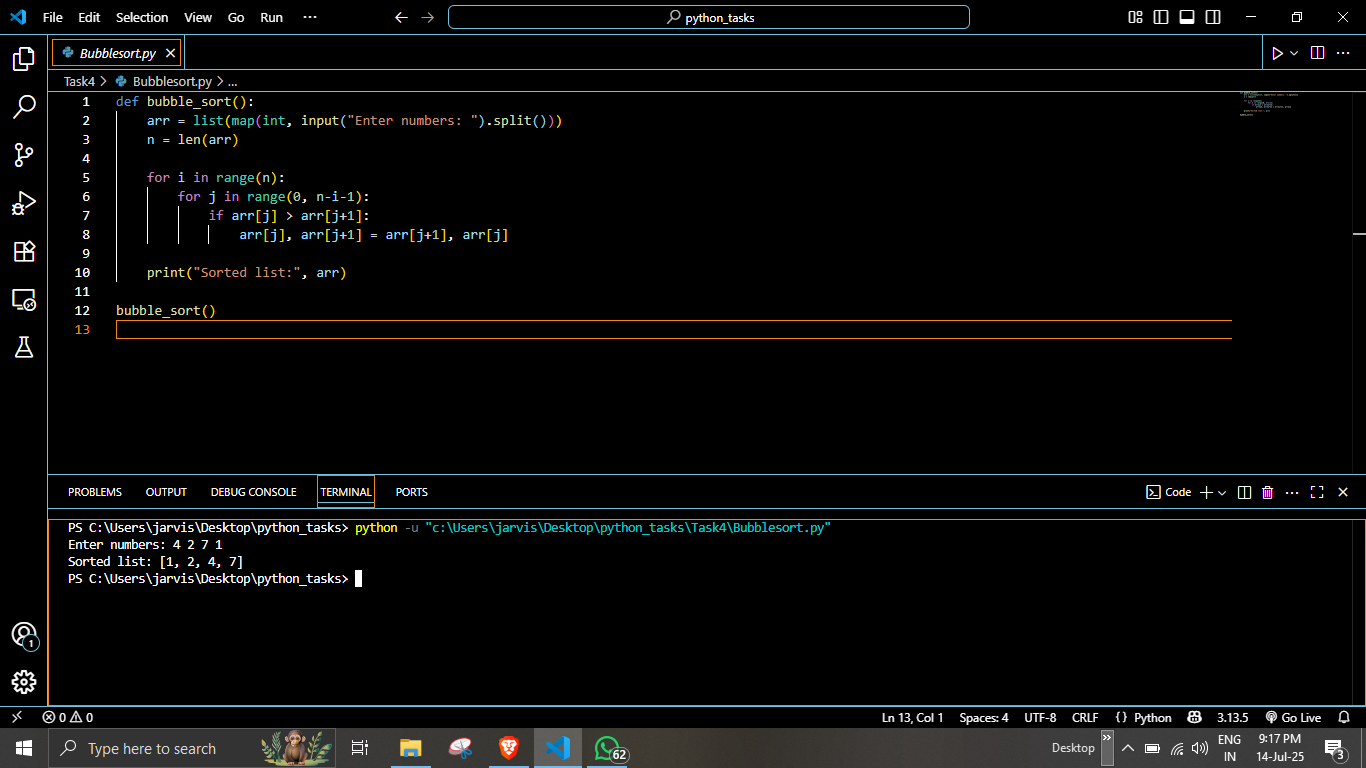 File Edit Selection View Go Run ··· python_tasks
Bubblesort.py
Task4 > Bubblesort.py > ...
1 def bubble_sort():
2     arr = list(map(int, input("Enter numbers: ").split()))
3     n = len(arr)
4
5     for i in range(n):
6         for j in range(0, n-i-1):
7             if arr[j] > arr[j+1]:
8                 arr[j], arr[j+1] = arr[j+1], arr[j]
9
10     print("Sorted list:", arr)
11
12 bubble_sort()
13
PROBLEMS OUTPUT DEBUG CONSOLE TERMINAL PORTS Code
PS C:\Users\jarvis\Desktop\python_tasks> python -u "c:\Users\jarvis\Desktop\python_tasks\Task4\Bubblesort.py"
Enter numbers: 4 2 7 1
Sorted list: [1, 2, 4, 7]
PS C:\Users\jarvis\Desktop\python_tasks>
1
0 0 Ln 13, Col 1 Spaces: 4 UTF-8 CRLF {} Python 3.13.5 Go Live
Type here to search 62 Desktop ENG 9:17 PM
IN 14-Jul-25 3